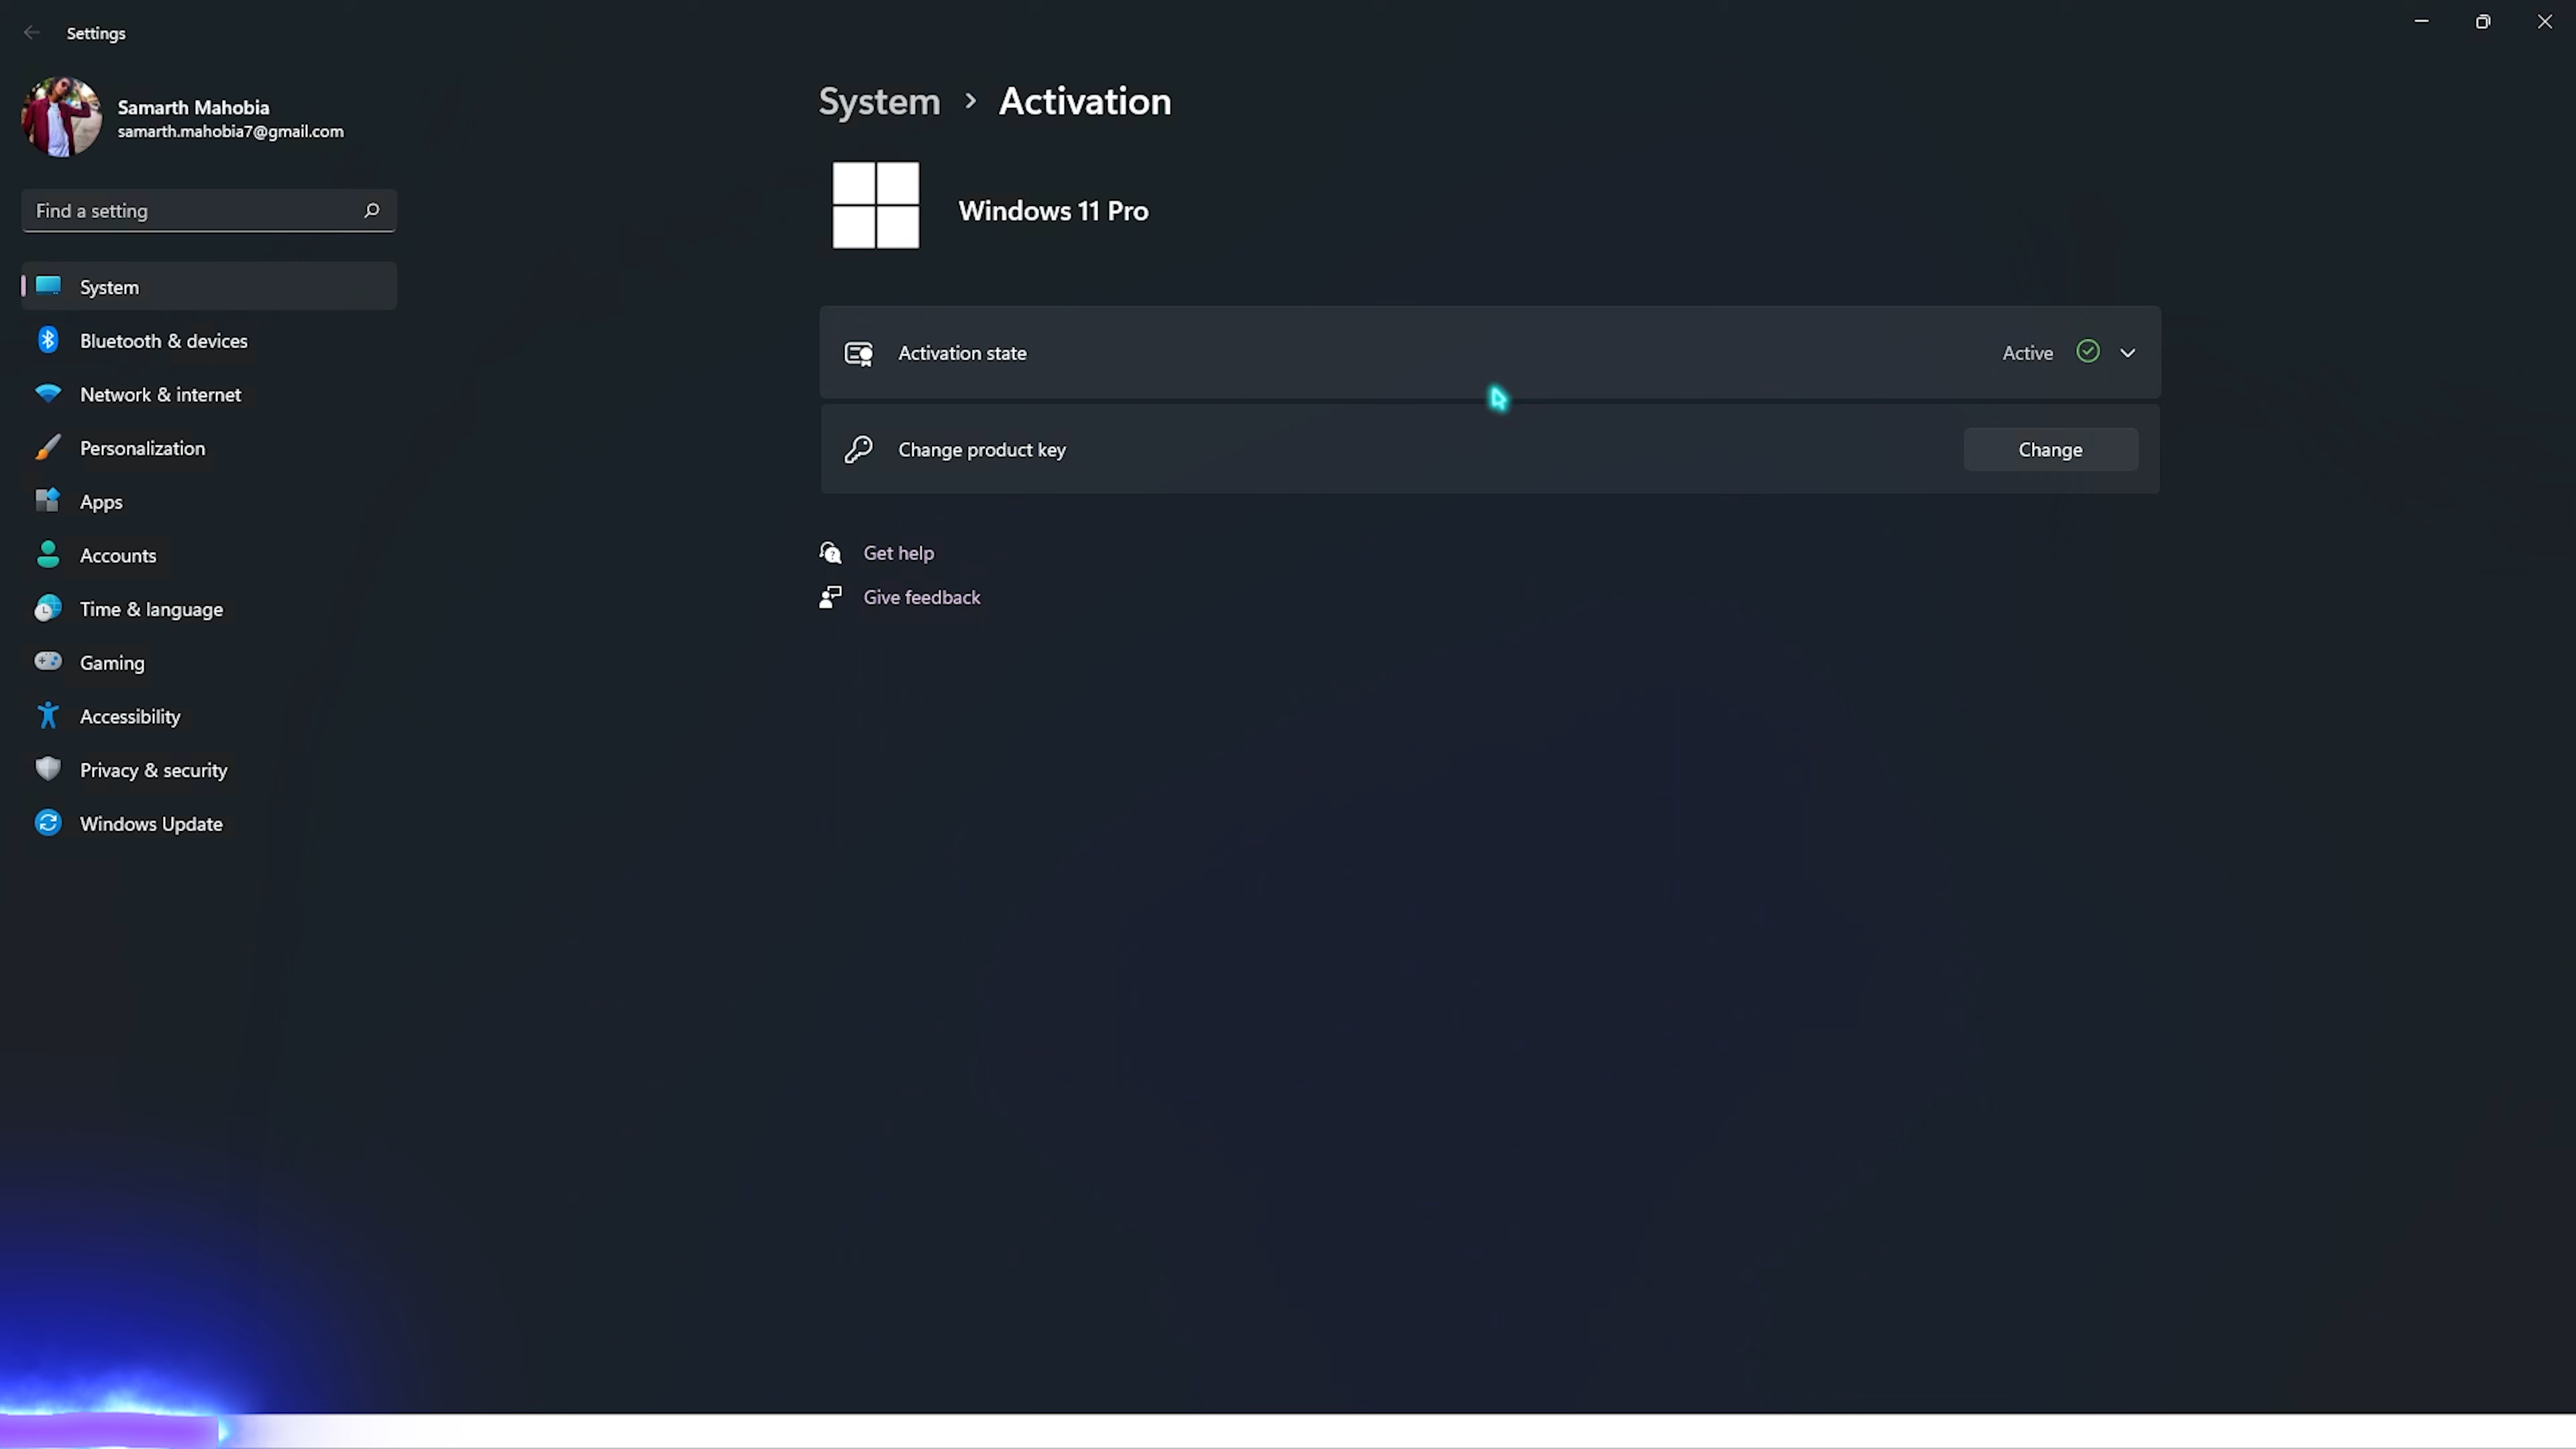 Settings
Samarth Mahobia
samarth.mahobia7@gmail.com
Find a setting
System
Bluetooth & devices
Network & internet
Personalization
Apps
Accounts
Time & language
Gaming
Accessibility
Privacy & security
Windows Update
System > Activation
Windows 11 Pro
Activation state Active
Change product key Change
Get help
Give feedback